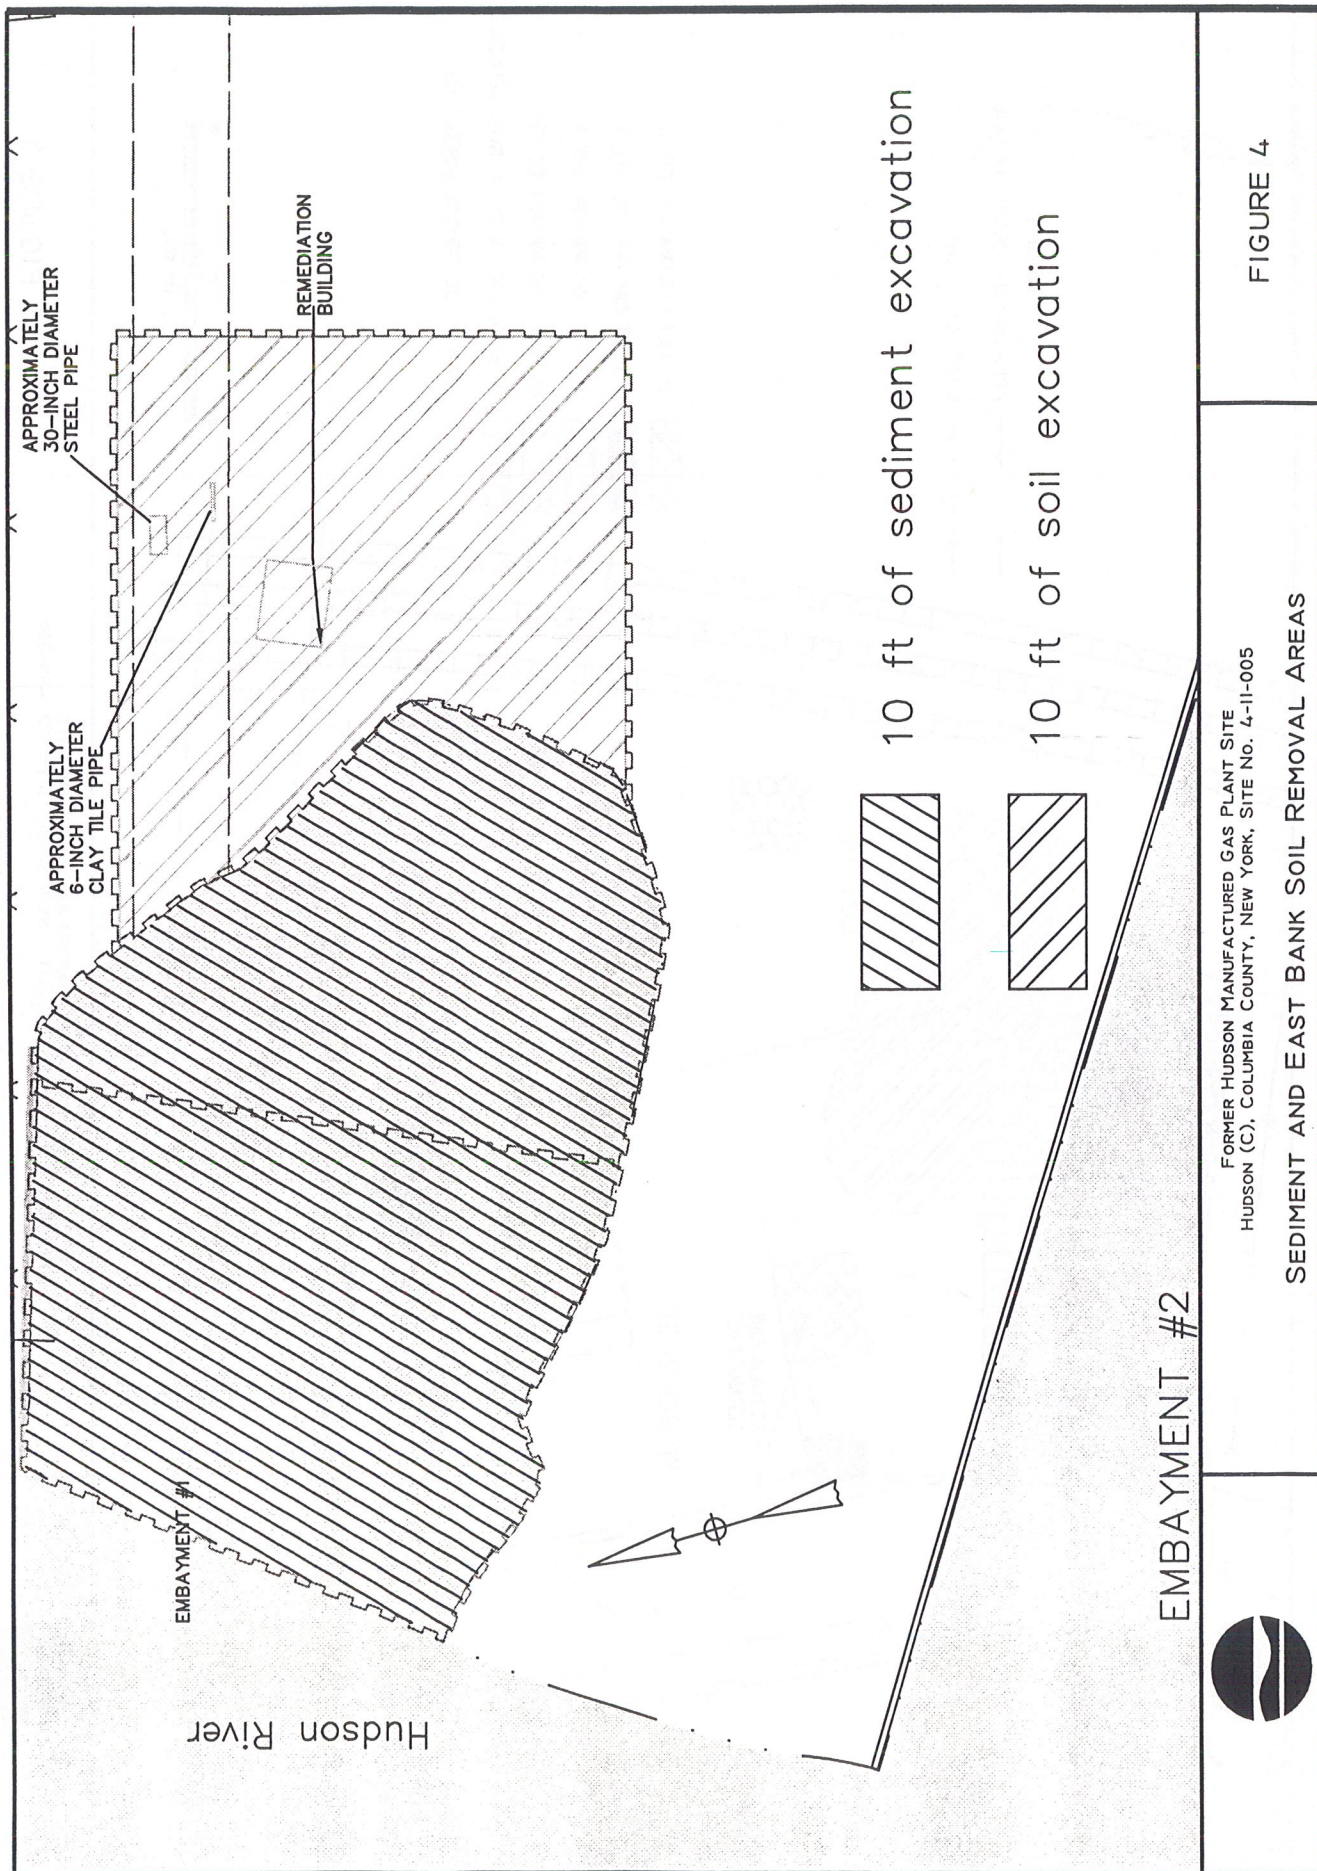 APPROXIMATELY
30-INCH DIAMETER
STEEL PIPE
APPROXIMATELY
6-INCH DIAMETER
CLAY TILE PIPE
REMEDIATION
BUILDING
EMBAYMENT #1
Hudson River
10 ft of sediment excavation
10 ft of soil excavation
EMBAYMENT #2
FORMER HUDSON MANUFACTURED GAS PLANT SITE
HUDSON (C), COLUMBIA COUNTY, NEW YORK, SITE NO. 4-11-005
SEDIMENT AND EAST BANK SOIL REMOVAL AREAS
FIGURE 4